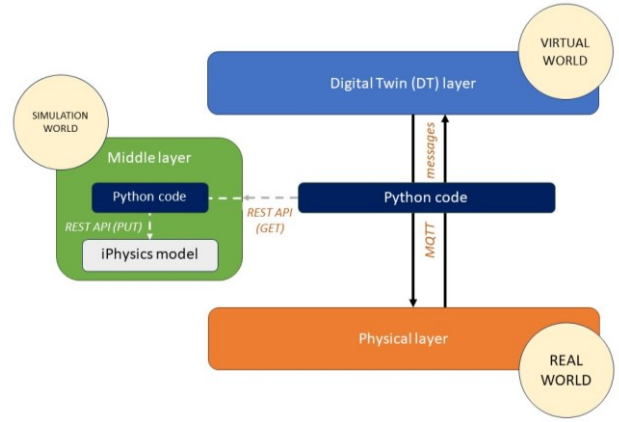 VIRTUAL
WORLD
Digital Twin (DT) layer
SIMULATION
WORLD
messages
Middle layer
Python code
REST API (PUT)
iPhysics model
REST API
(GET)
Python code
MQTT
Physical layer
REAL
WORLD